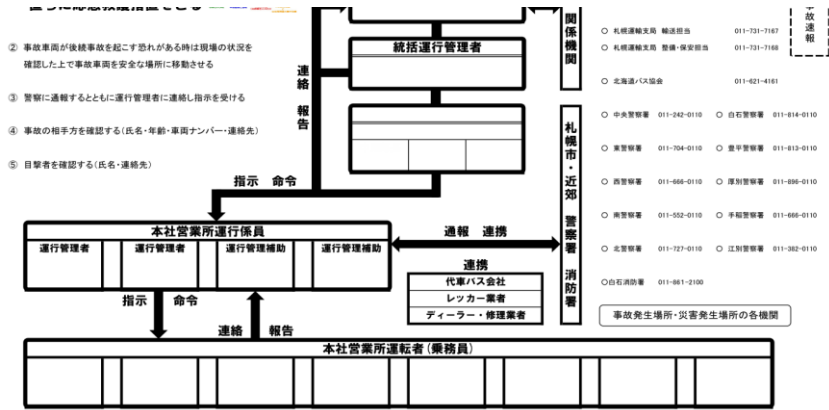 直ちに応急救護措置をとる
② 事故車両が後続事故を起こす恐れがある時は現場の状況を
確認した上で事故車両を安全な場所に移動させる
③ 警察に通報するとともに運行管理者に連絡し指示を受ける
④ 事故の相手方を確認する(氏名・年齢・車両ナンバー・連絡先)
⑤ 目撃者を確認する(氏名・連絡先)
統括運行管理者
連絡
報告
指示 命令
本社営業所運行係員
運行管理者 運行管理者 運行管理補助 運行管理補助
指示 命令
連絡 報告
通報 連携
連携
代車バス会社
レッカー業者
ディーラー・修理業者
本社営業所運転者(乗務員)
関係機関
札幌市・近郊 警察署 消防署
事故速報
○ 札幌運輸支局 輸送担当 011-731-7167
○ 札幌運輸支局 整備・保安担当 011-731-7168
○ 北海道バス協会 011-621-4161
○ 中央警察署 011-242-0110 ○ 白石警察署 011-814-0110
○ 東警察署 011-704-0110 ○ 豊平警察署 011-813-0110
○ 西警察署 011-666-0110 ○ 厚別警察署 011-896-0110
○ 南警察署 011-552-0110 ○ 手稲警察署 011-666-0110
○ 北警察署 011-727-0110 ○ 江別警察署 011-382-0110
○白石消防署 011-861-2100
事故発生場所・災害発生場所の各機関